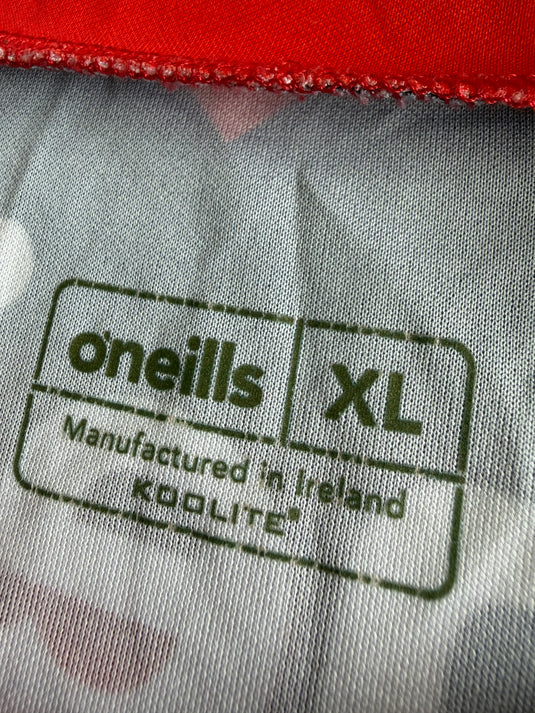 o'neills
XL
Manufactured in Ireland
KOOLITE®